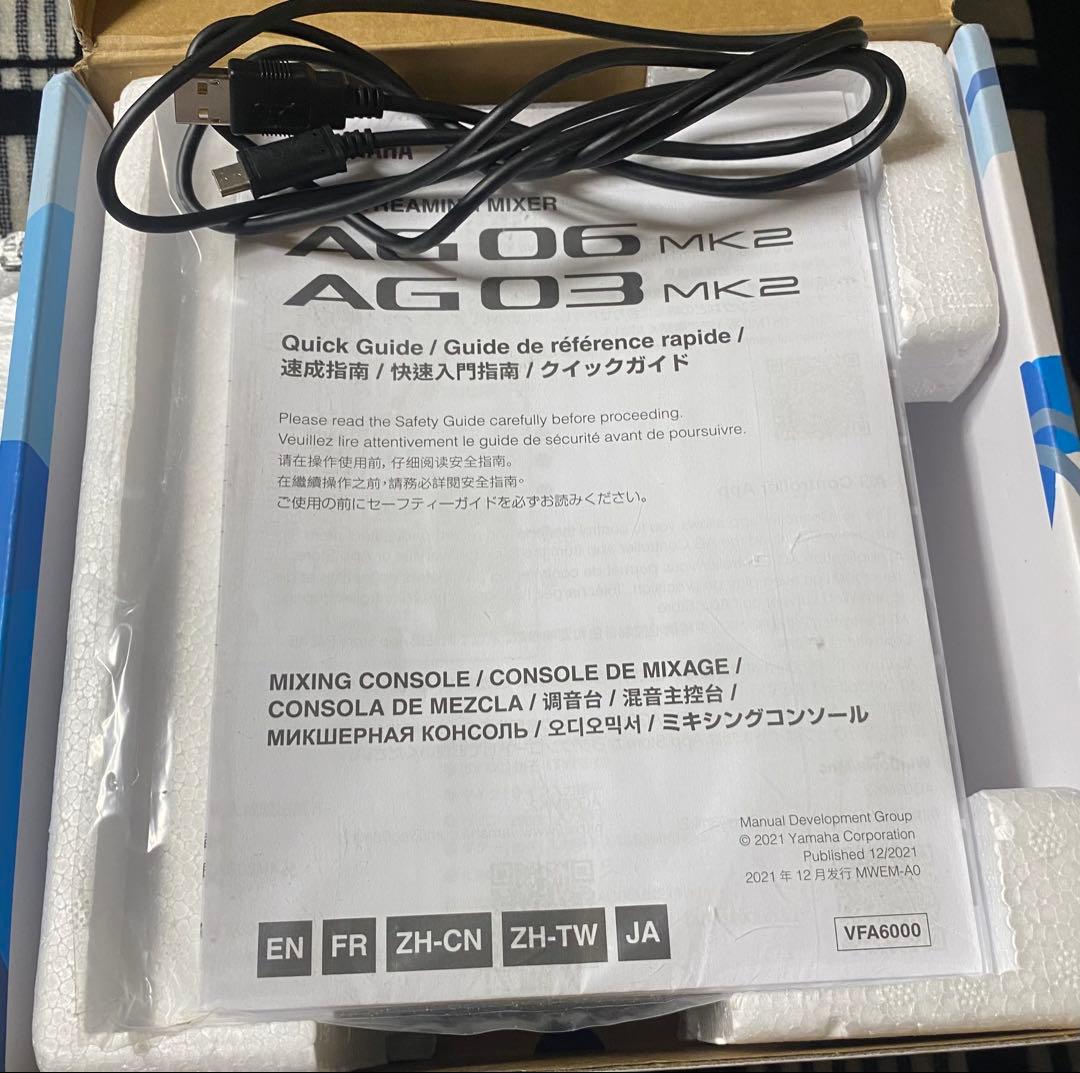 MIXER
AG06 MK2
AG03 MK2
Quick Guide / Guide de référence rapide /
速成指南 / 快速入門指南 / クイックガイド
Please read the Safety Guide carefully before proceeding.
Veuillez lire attentivement le guide de sécurité avant de poursuivre.
请在操作使用前，仔细阅读安全指南。
在繼續操作之前，請務必詳閱安全指南。
ご使用の前にセーフティーガイドを必ずお読みください。
MIXING CONSOLE / CONSOLE DE MIXAGE /
CONSOLA DE MEZCLA / 调音台 / 混音主控台 /
МИКШЕРНАЯ КОНСОЛЬ / 오디오믹서 / ミキシングコンソール
Manual Development Group
© 2021 Yamaha Corporation
Published 12/2021
2021 年 12 月发行 MWEM-A0
EN FR ZH-CN ZH-TW JA
VFA6000